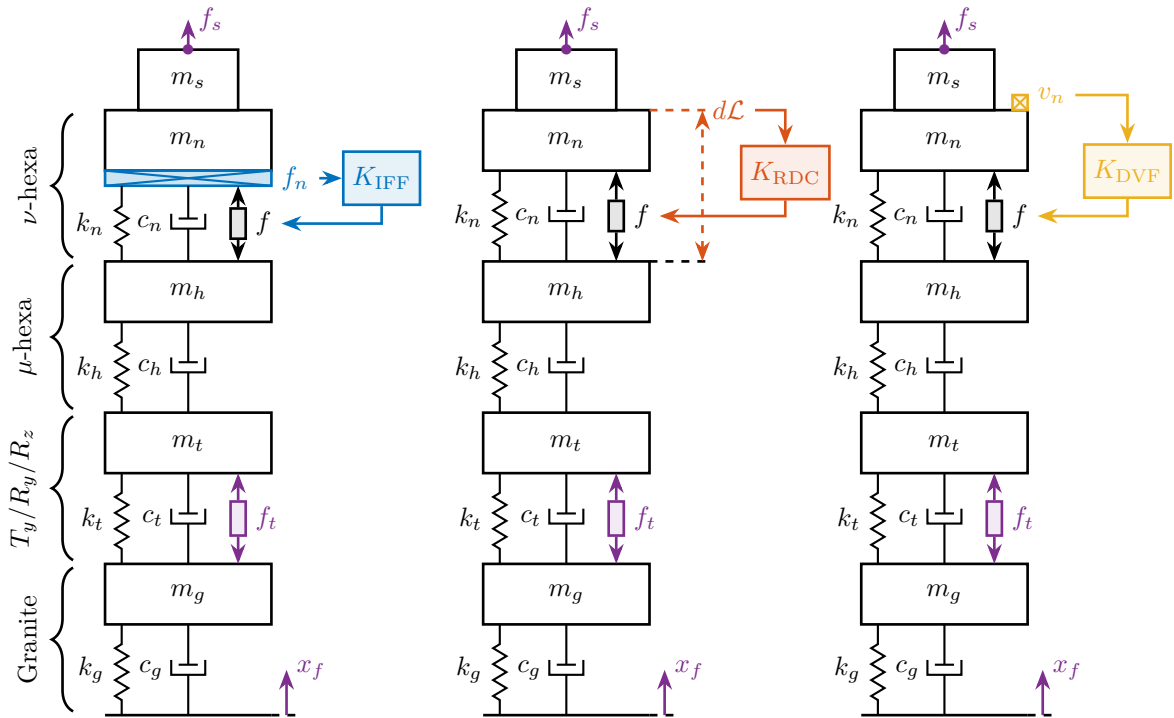 f_s f_s f_s
m_s m_s m_s
dℒ v_n
m_n m_n m_n
f_n K_IFF K_RDC K_DVF
ν-hexa
k_n c_n f k_n c_n f k_n c_n f
m_h m_h m_h
μ-hexa
k_h c_h k_h c_h k_h c_h
m_t m_t m_t
T_y/R_y/R_z
k_t c_t f_t k_t c_t f_t k_t c_t f_t
m_g m_g m_g
Granite
k_g c_g x_f k_g c_g x_f k_g c_g x_f